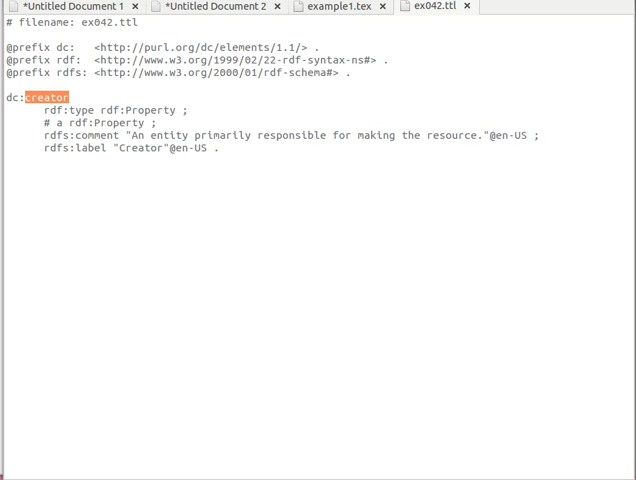 *Untitled Document 1 × *Untitled Document 2 × example1.tex × ex042.ttl ×
# filename: ex042.ttl
@prefix dc:   <http://purl.org/dc/elements/1.1/> .
@prefix rdf:  <http://www.w3.org/1999/02/22-rdf-syntax-ns#> .
@prefix rdfs: <http://www.w3.org/2000/01/rdf-schema#> .
dc:creator
rdf:type rdf:Property ;
# a rdf:Property ;
rdfs:comment "An entity primarily responsible for making the resource."@en-US ;
rdfs:label "Creator"@en-US .